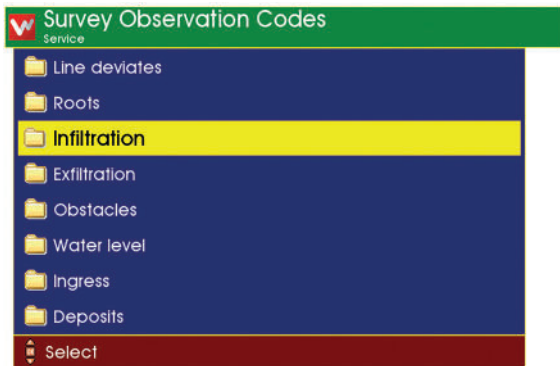 Survey Observation Codes
Service
Line deviates
Roots
Infiltration
Exfiltration
Obstacles
Water level
Ingress
Deposits
Select